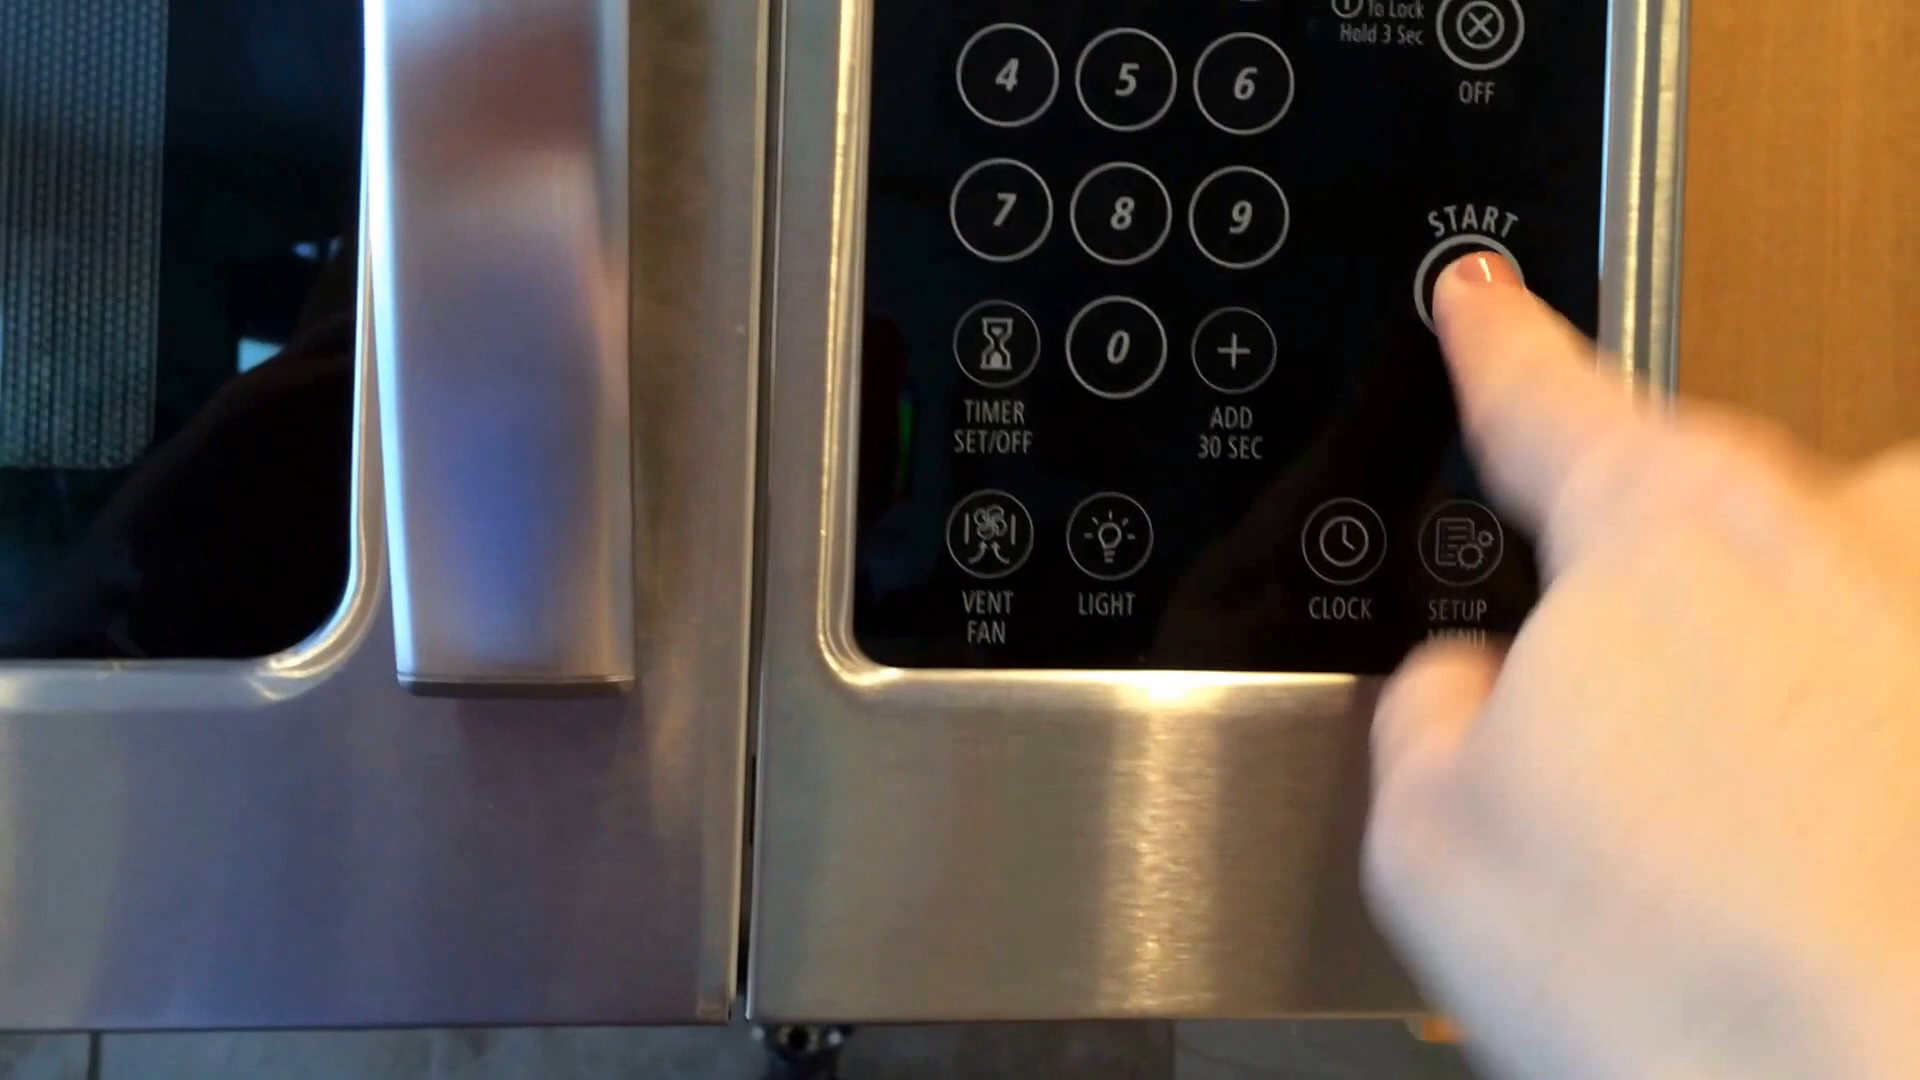 To Lock
Hold 3 Sec
OFF
4 5 6
7 8 9
START
0
TIMER
SET/OFF
ADD
30 SEC
VENT
FAN
LIGHT
CLOCK
SETUP
MENU